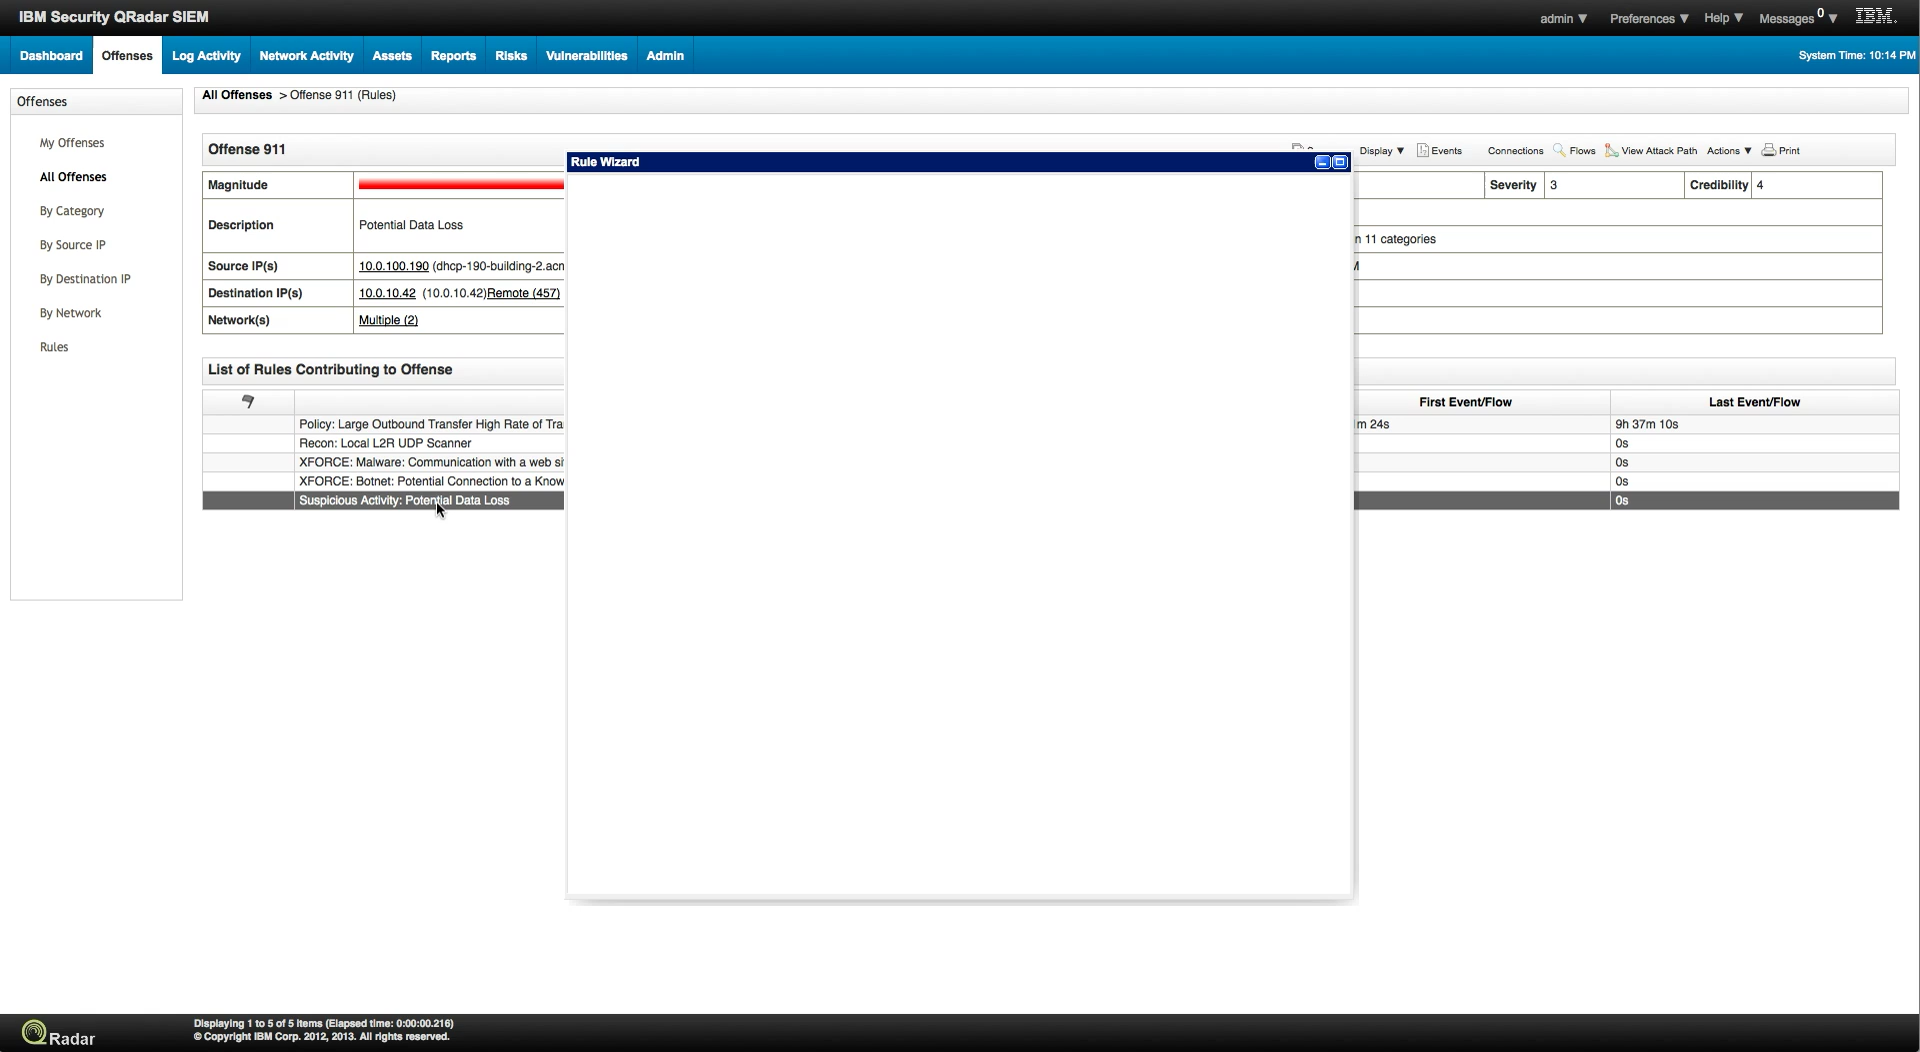 IBM Security QRadar SIEM
admin ▼ Preferences ▼ Help ▼ Messages 0 ▼ IBM.
Dashboard Offenses Log Activity Network Activity Assets Reports Risks Vulnerabilities Admin System Time: 10:14 PM
Offenses
My Offenses
All Offenses
By Category
By Source IP
By Destination IP
By Network
Rules
All Offenses > Offense 911 (Rules)
Offense 911
Display ▼ Events Connections Flows View Attack Path Actions ▼ Print
Rule Wizard
Magnitude Severity 3 Credibility 4
Description Potential Data Loss
n 11 categories
Source IP(s) 10.0.100.190 (dhcp-190-building-2.acn
Destination IP(s) 10.0.10.42 (10.0.10.42)Remote (457)
Network(s) Multiple (2)
List of Rules Contributing to Offense
First Event/Flow Last Event/Flow
Policy: Large Outbound Transfer High Rate of Tra m 24s 9h 37m 10s
Recon: Local L2R UDP Scanner 0s
XFORCE: Malware: Communication with a web si 0s
XFORCE: Botnet: Potential Connection to a Know 0s
Suspicious Activity: Potential Data Loss 0s
QRadar
Displaying 1 to 5 of 5 items (Elapsed time: 0:00:00.216)
© Copyright IBM Corp. 2012, 2013. All rights reserved.